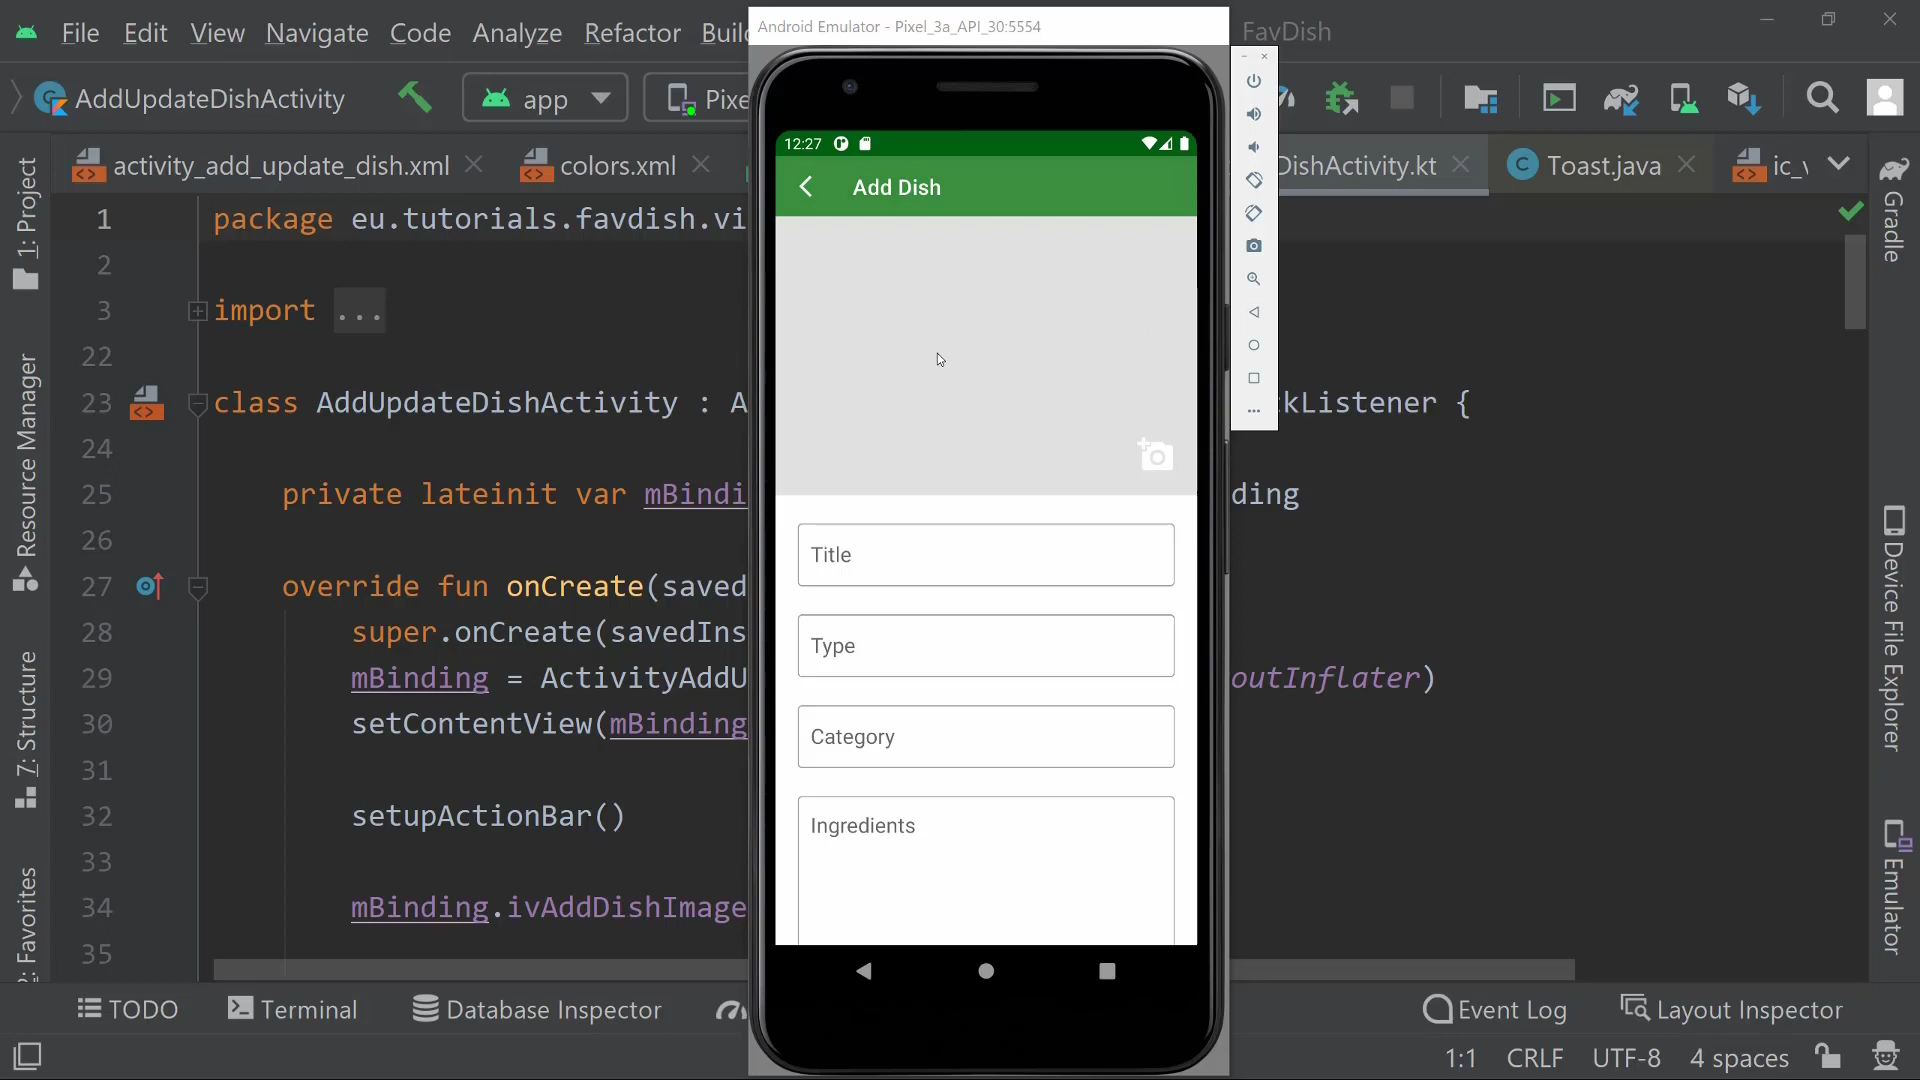 Android Emulator - Pixel_3a_API_30:5554
File Edit View Navigate Code Analyze Refactor FavDish
AddUpdateDishActivity app
activity_add_update_dish.xml colors.xml DishActivity.kt Toast.java
1: Project
Resource Manager
7: Structure
Favorites
1 package eu.tutorials.favdish.vi
2
3 import ...
22
23 class AddUpdateDishActivity : A kListener {
24
25 private lateinit var mBindi ding
26
27 override fun onCreate(saved
28 super.onCreate(savedIns
29 mBinding = ActivityAddU outInflater)
30 setContentView(mBinding
31
32 setupActionBar()
33
34 mBinding.ivAddDishImage
35
12:27
Add Dish
Title
Type
Category
Ingredients
Gradle
Device File Explorer
Emulator
TODO Terminal Database Inspector Event Log Layout Inspector
1:1 CRLF UTF-8 4 spaces